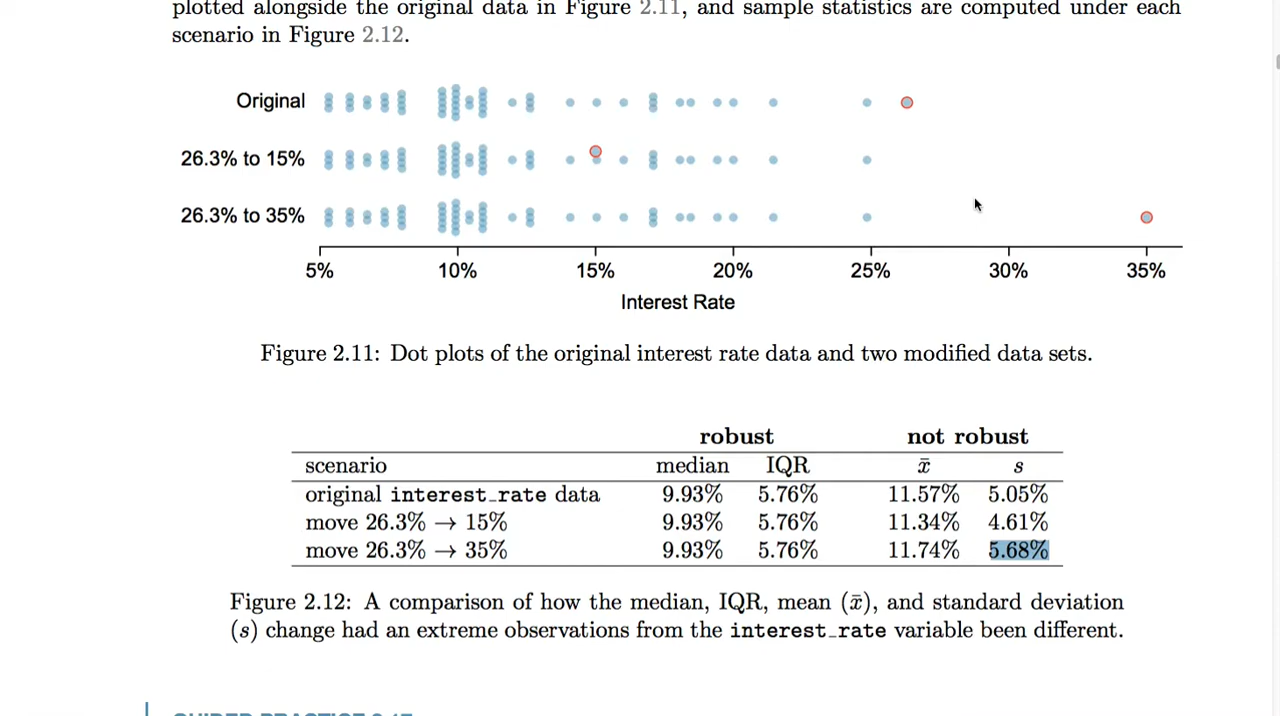 plotted alongside the original data in Figure 2.11, and sample statistics are computed under each
scenario in Figure 2.12.
Original
26.3% to 15%
26.3% to 35%
5% 10% 15% 20% 25% 30% 35%
Interest Rate
Figure 2.11: Dot plots of the original interest rate data and two modified data sets.
robust not robust
scenario median IQR x̄ s
original interest_rate data 9.93% 5.76% 11.57% 5.05%
move 26.3% → 15% 9.93% 5.76% 11.34% 4.61%
move 26.3% → 35% 9.93% 5.76% 11.74% 5.68%
Figure 2.12: A comparison of how the median, IQR, mean (x̄), and standard deviation
(s) change had an extreme observations from the interest_rate variable been different.